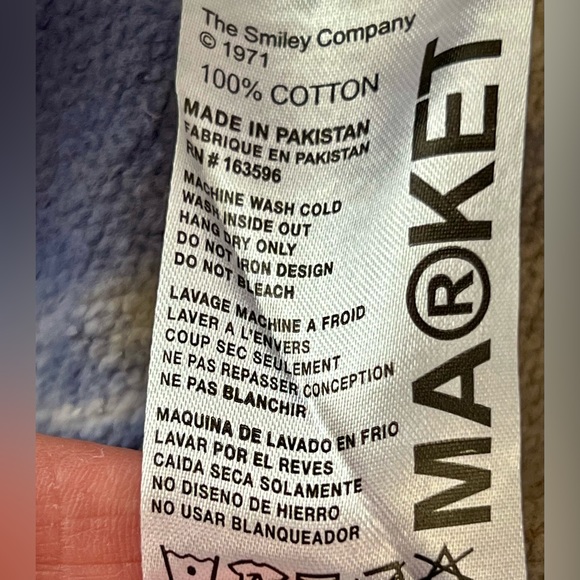 The Smiley Company
© 1971
100% COTTON
MADE IN PAKISTAN
FABRIQUE EN PAKISTAN
RN # 163596
MACHINE WASH COLD
WASH INSIDE OUT
HANG DRY ONLY
DO NOT IRON DESIGN
DO NOT BLEACH
LAVAGE MACHINE A FROID
LAVER A L'ENVERS
COUP SEC SEULEMENT
NE PAS REPASSER CONCEPTION
NE PAS BLANCHIR
MAQUINA DE LAVADO EN FRIO
LAVAR POR EL REVES
CAIDA SECA SOLAMENTE
NO DISENO DE HIERRO
NO USAR BLANQUEADOR
MA®KET